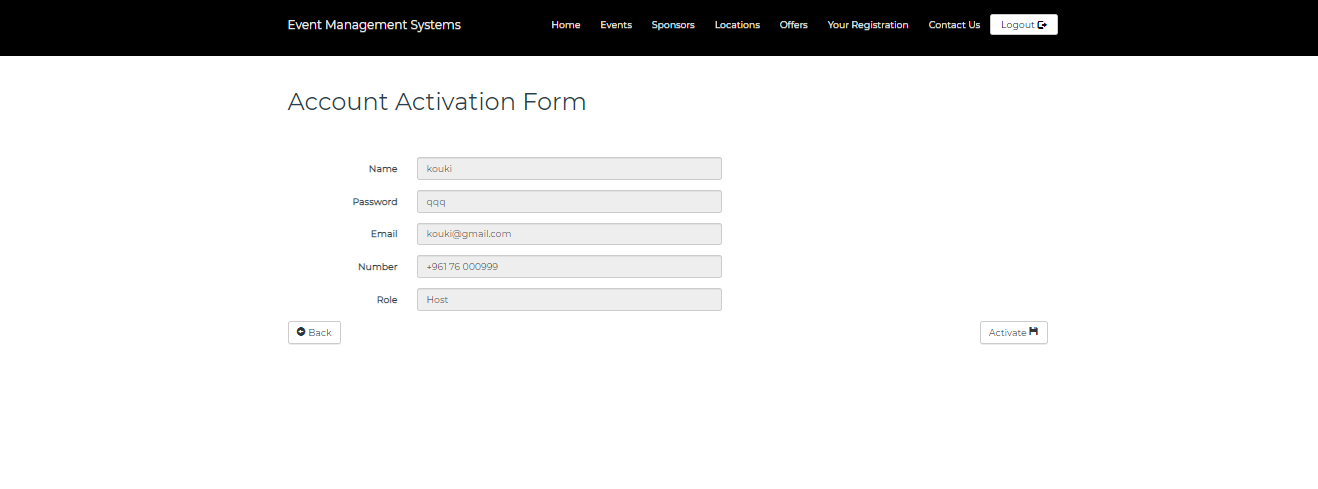 Event Management Systems Home Events Sponsors Locations Offers Your Registration Contact Us Logout
Account Activation Form
Name kouki
Password qqq
Email kouki@gmail.com
Number +961 76 000999
Role Host
Back Activate